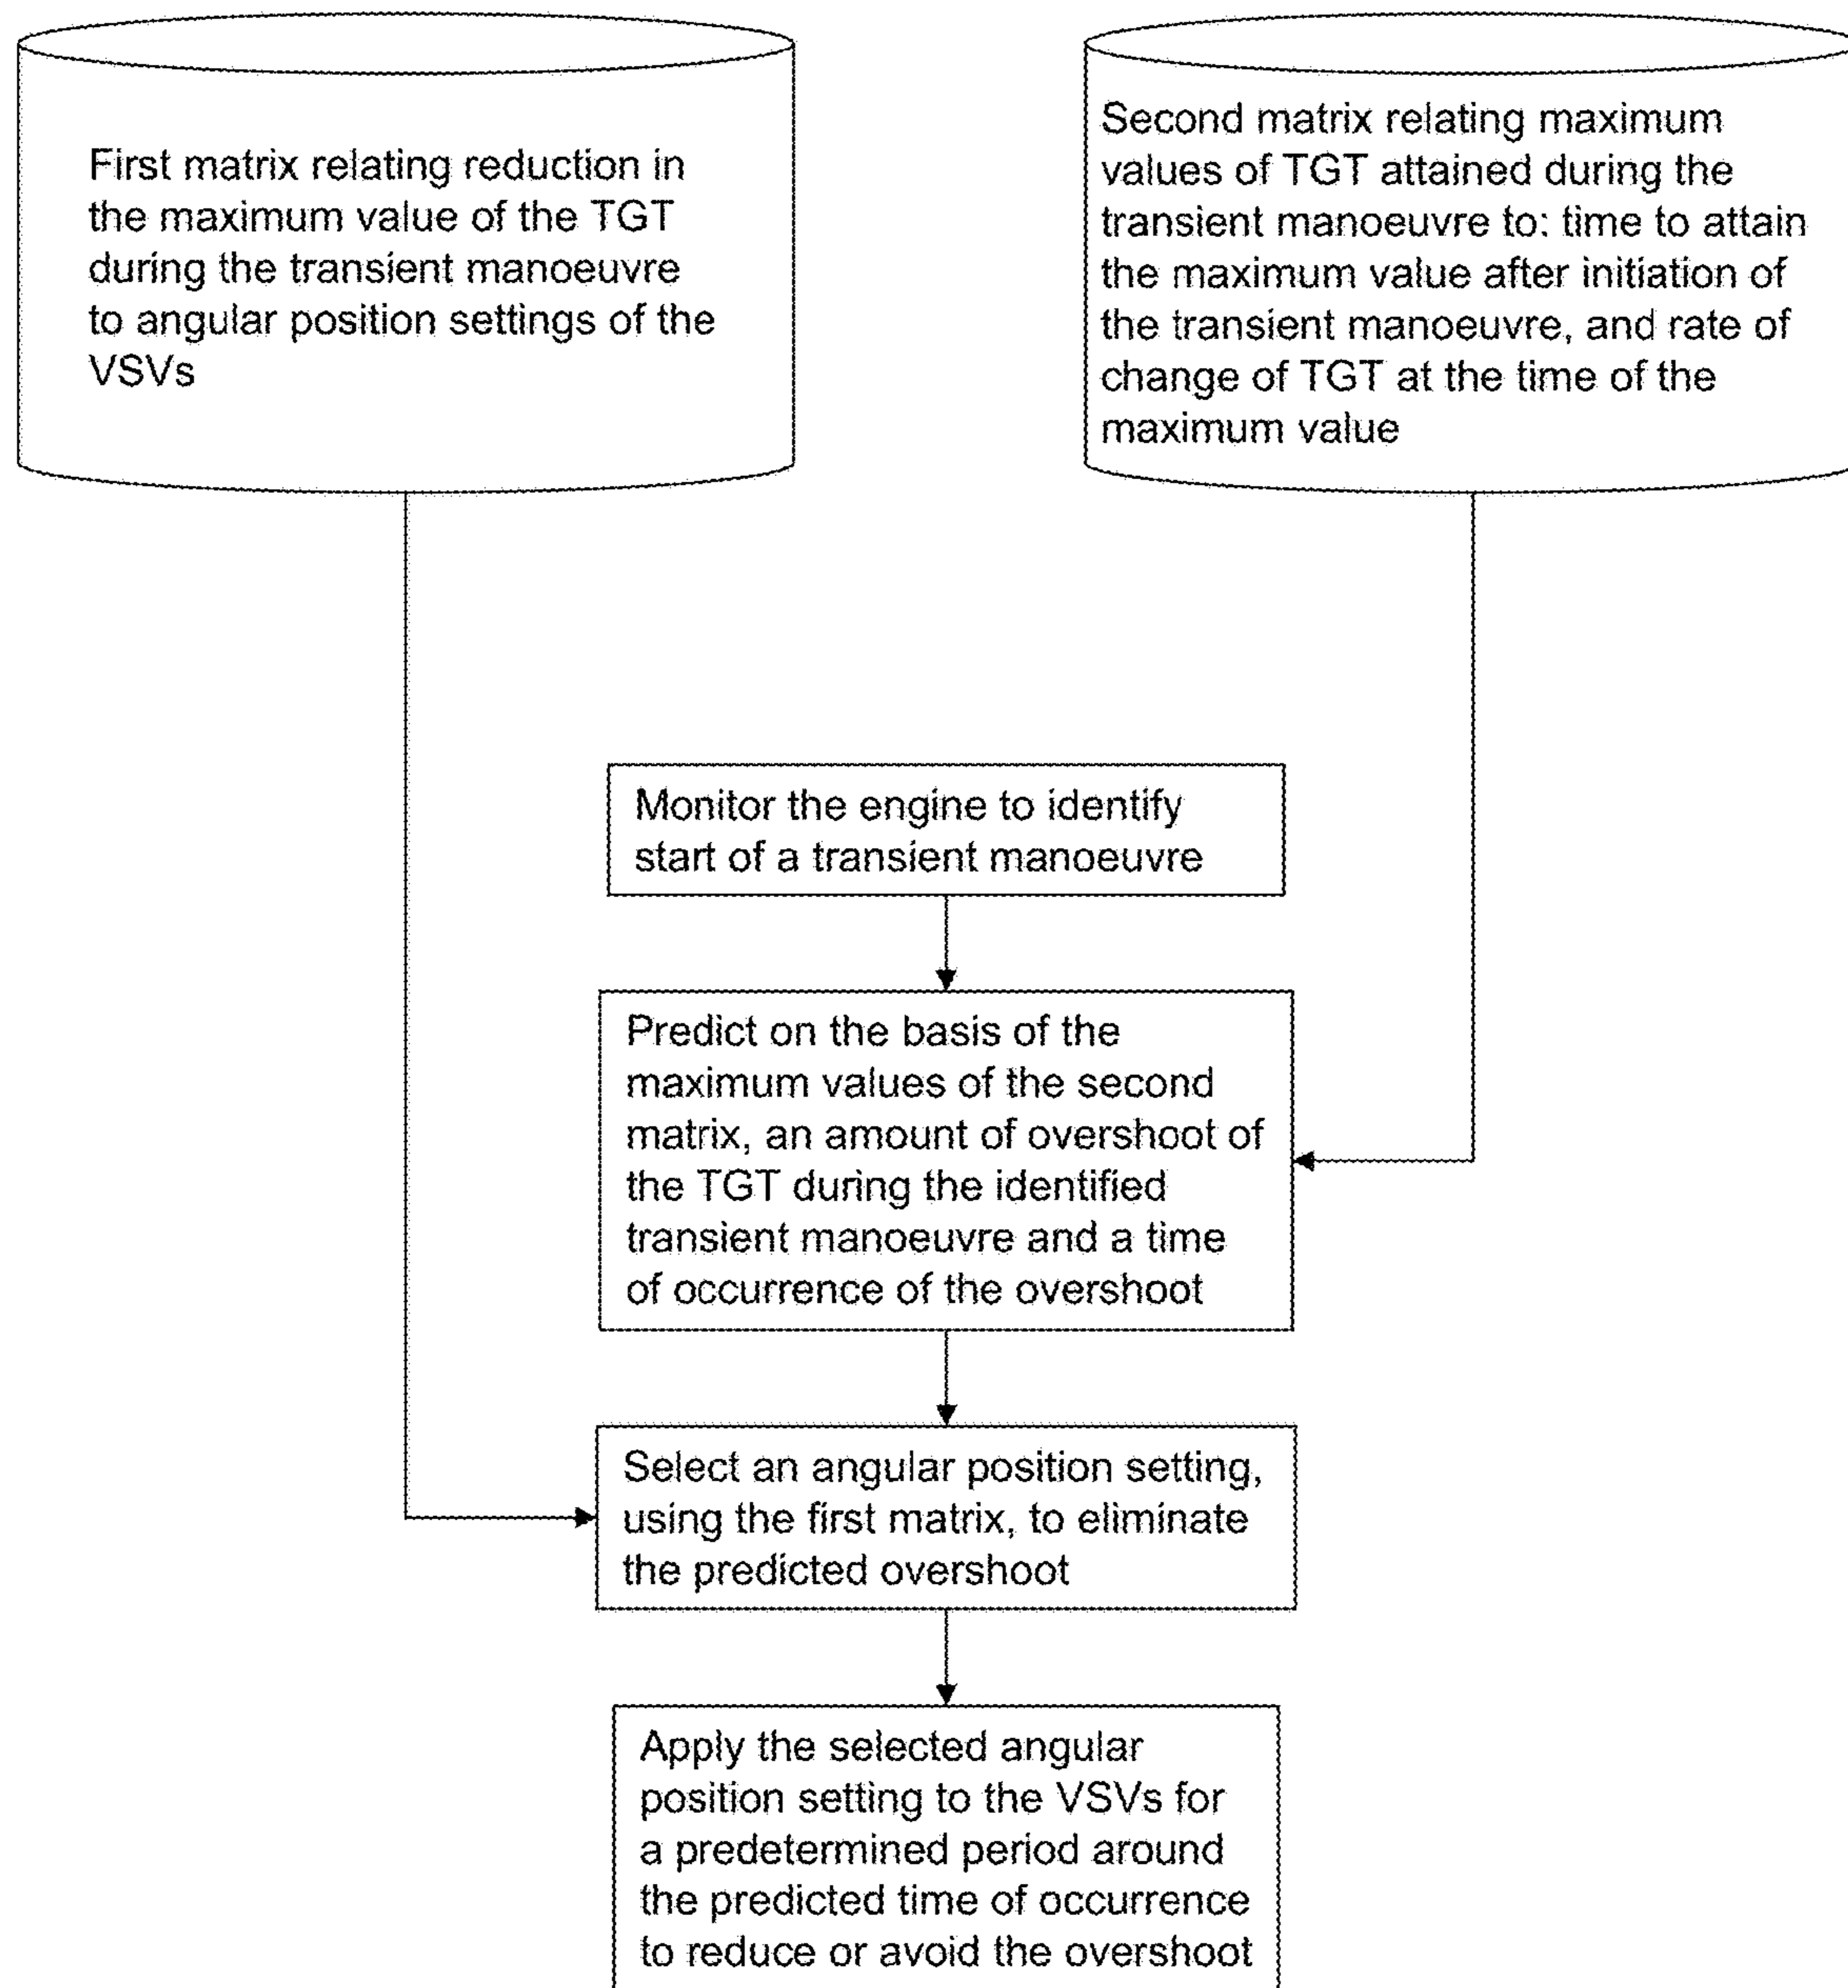 First matrix relating reduction in
the maximum value of the TGT
during the transient manoeuvre
to angular position settings of the
VSVs
Second matrix relating maximum
values of TGT attained during the
transient manoeuvre to: time to attain
the maximum value after initiation of
the transient manoeuvre, and rate of
change of TGT at the time of the
maximum value
Monitor the engine to identify
start of a transient manoeuvre
Predict on the basis of the
maximum values of the second
matrix, an amount of overshoot of
the TGT during the identified
transient manoeuvre and a time
of occurrence of the overshoot
Select an angular position setting,
using the first matrix, to eliminate
the predicted overshoot
Apply the selected angular
position setting to the VSVs for
a predetermined period around
the predicted time of occurrence
to reduce or avoid the overshoot